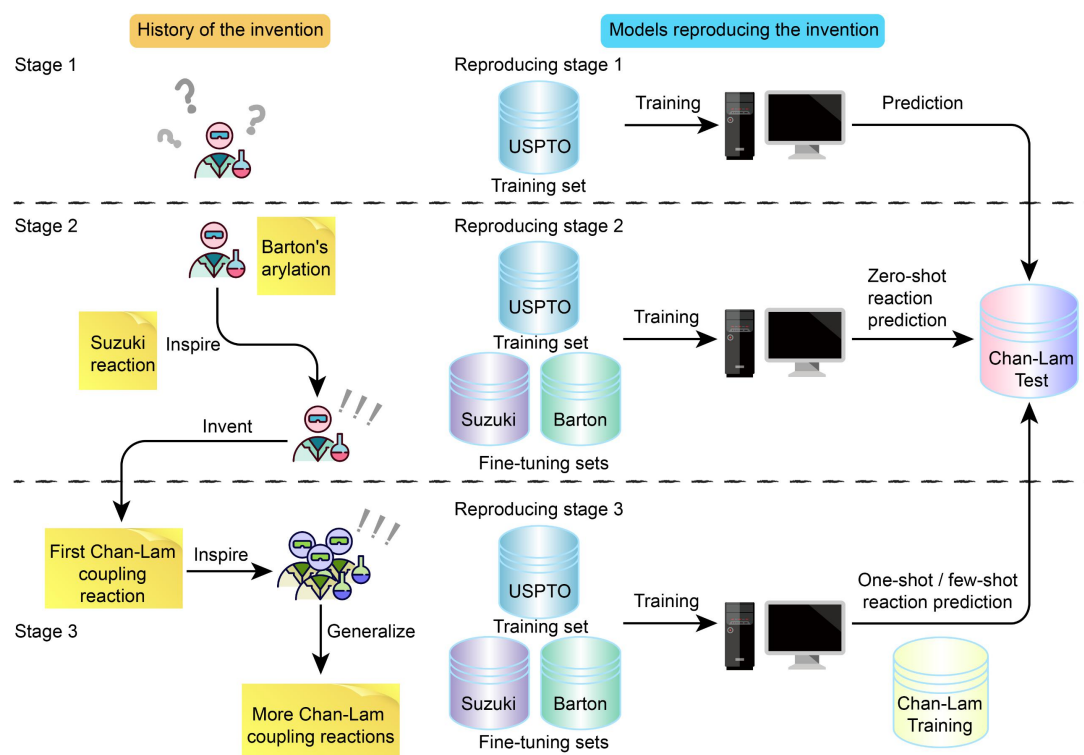 History of the invention
Models reproducing the invention
Stage 1
?
?
?
Reproducing stage 1
USPTO
Training set
Training
Prediction
Stage 2
Barton's
arylation
Suzuki
reaction
Inspire
!!!
Invent
Reproducing stage 2
USPTO
Training set
Suzuki
Barton
Fine-tuning sets
Training
Zero-shot
reaction
prediction
Chan-Lam
Test
First Chan-Lam
coupling
reaction
Inspire
!!!
Stage 3
Generalize
More Chan-Lam
coupling reactions
Reproducing stage 3
USPTO
Training set
Suzuki
Barton
Fine-tuning sets
Training
One-shot / few-shot
reaction prediction
Chan-Lam
Training